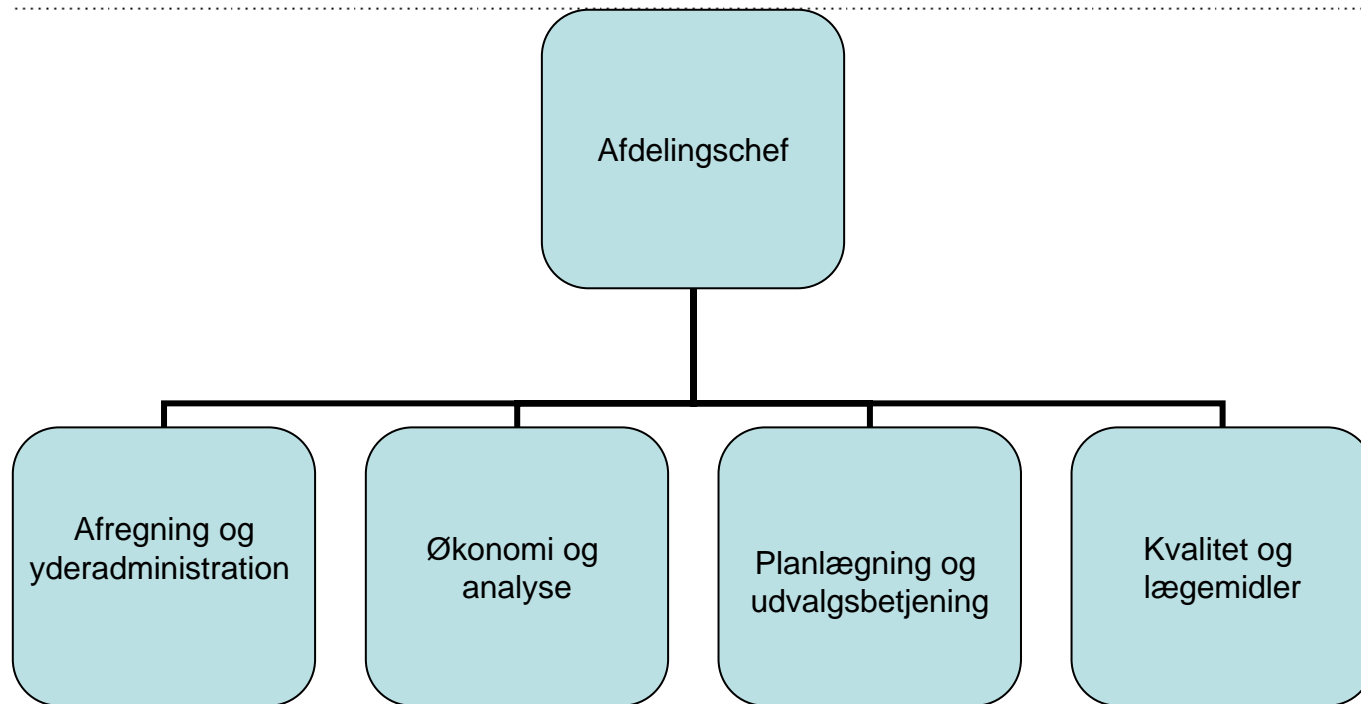 Afdelingschef
Afregning og
yderadministration
Økonomi og
analyse
Planlægning og
udvalgsbetjening
Kvalitet og
lægemidler